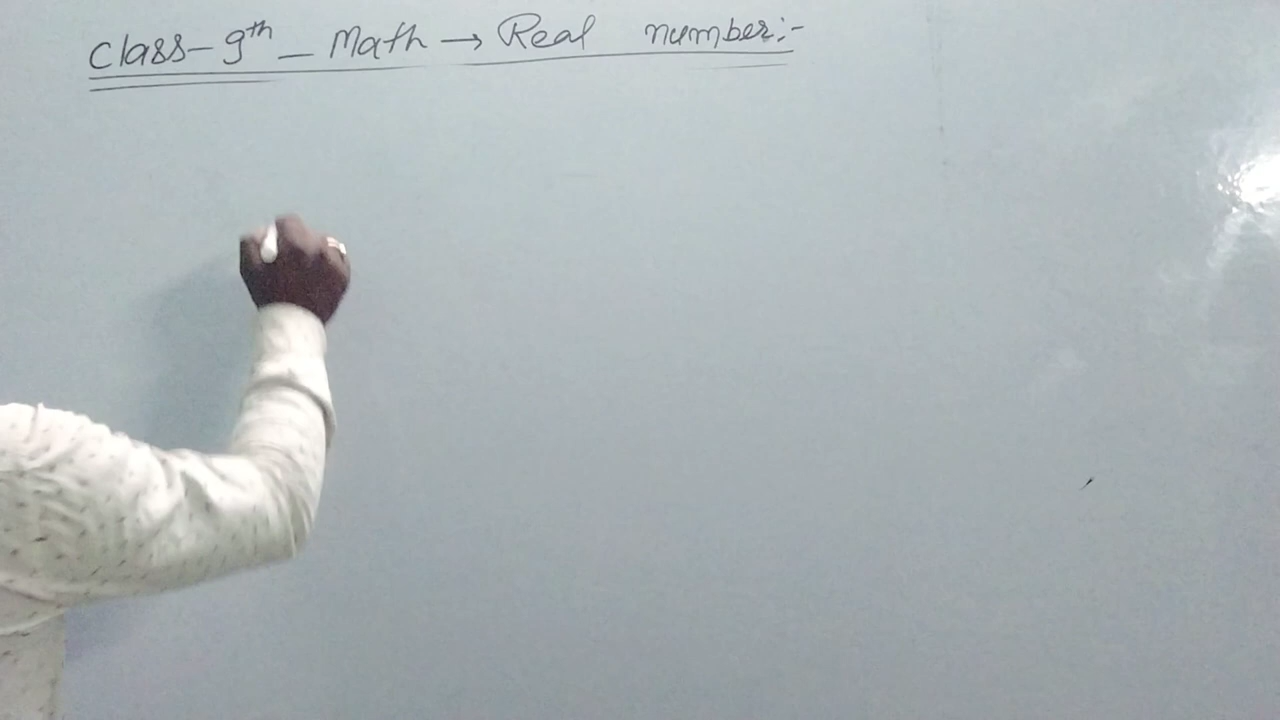 Class-9th - Math → Real number:-